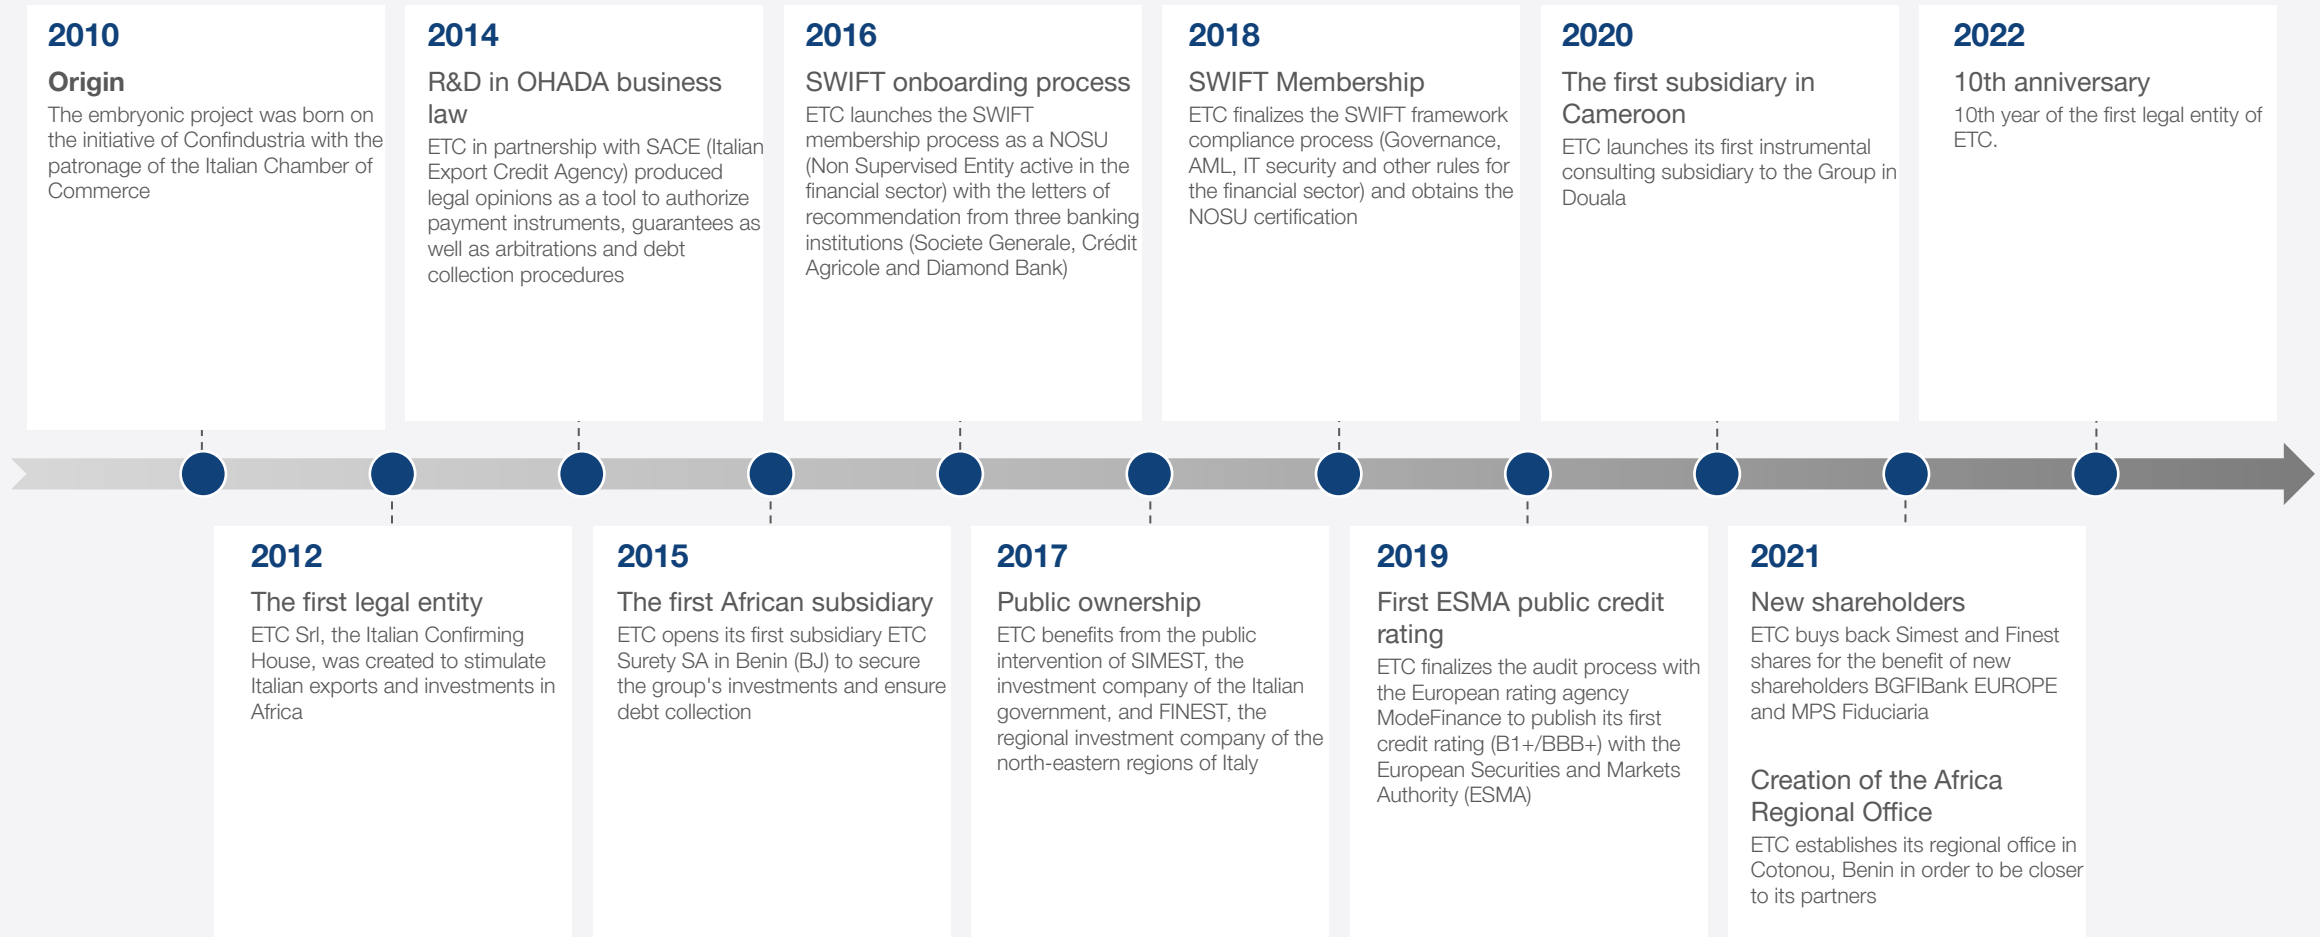 2010
Origin
The embryonic project was born on
the initiative of Confindustria with the
patronage of the Italian Chamber of
Commerce
2014
R&D in OHADA business
law
ETC in partnership with SACE (Italian
Export Credit Agency) produced
legal opinions as a tool to authorize
payment instruments, guarantees as
well as arbitrations and debt
collection procedures
2016
SWIFT onboarding process
ETC launches the SWIFT
membership process as a NOSU
(Non Supervised Entity active in the
financial sector) with the letters of
recommendation from three banking
institutions (Societe Generale, Crédit
Agricole and Diamond Bank)
2018
SWIFT Membership
ETC finalizes the SWIFT framework
compliance process (Governance,
AML, IT security and other rules for
the financial sector) and obtains the
NOSU certification
2020
The first subsidiary in
Cameroon
ETC launches its first instrumental
consulting subsidiary to the Group in
Douala
2022
10th anniversary
10th year of the first legal entity of
ETC.
2012
The first legal entity
ETC Srl, the Italian Confirming
House, was created to stimulate
Italian exports and investments in
Africa
2015
The first African subsidiary
ETC opens its first subsidiary ETC
Surety SA in Benin (BJ) to secure
the group's investments and ensure
debt collection
2017
Public ownership
ETC benefits from the public
intervention of SIMEST, the
investment company of the Italian
government, and FINEST, the
regional investment company of the
north-eastern regions of Italy
2019
First ESMA public credit
rating
ETC finalizes the audit process with
the European rating agency
ModeFinance to publish its first
credit rating (B1+/BBB+) with the
European Securities and Markets
Authority (ESMA)
2021
New shareholders
ETC buys back Simest and Finest
shares for the benefit of new
shareholders BGFIBank EUROPE
and MPS Fiduciaria
Creation of the Africa
Regional Office
ETC establishes its regional office in
Cotonou, Benin in order to be closer
to its partners